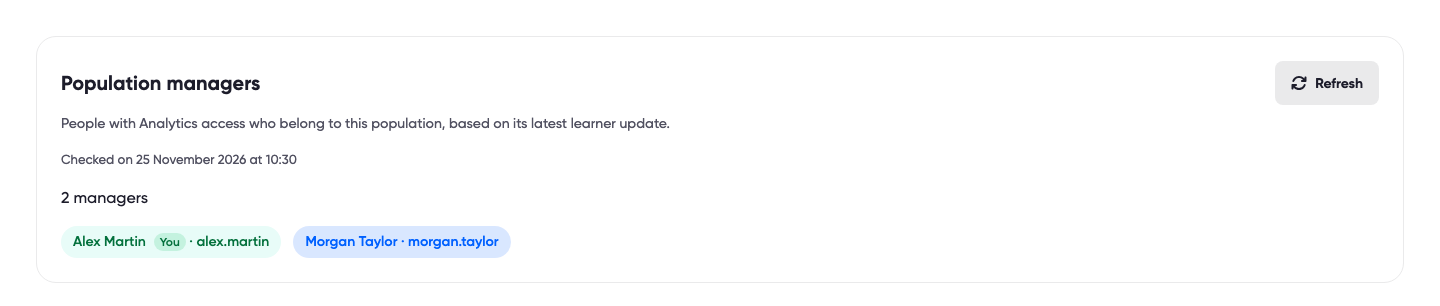 Population managers
Refresh
People with Analytics access who belong to this population, based on its latest learner update.
Checked on 25 November 2026 at 10:30
2 managers
Alex Martin You · alex.martin Morgan Taylor · morgan.taylor